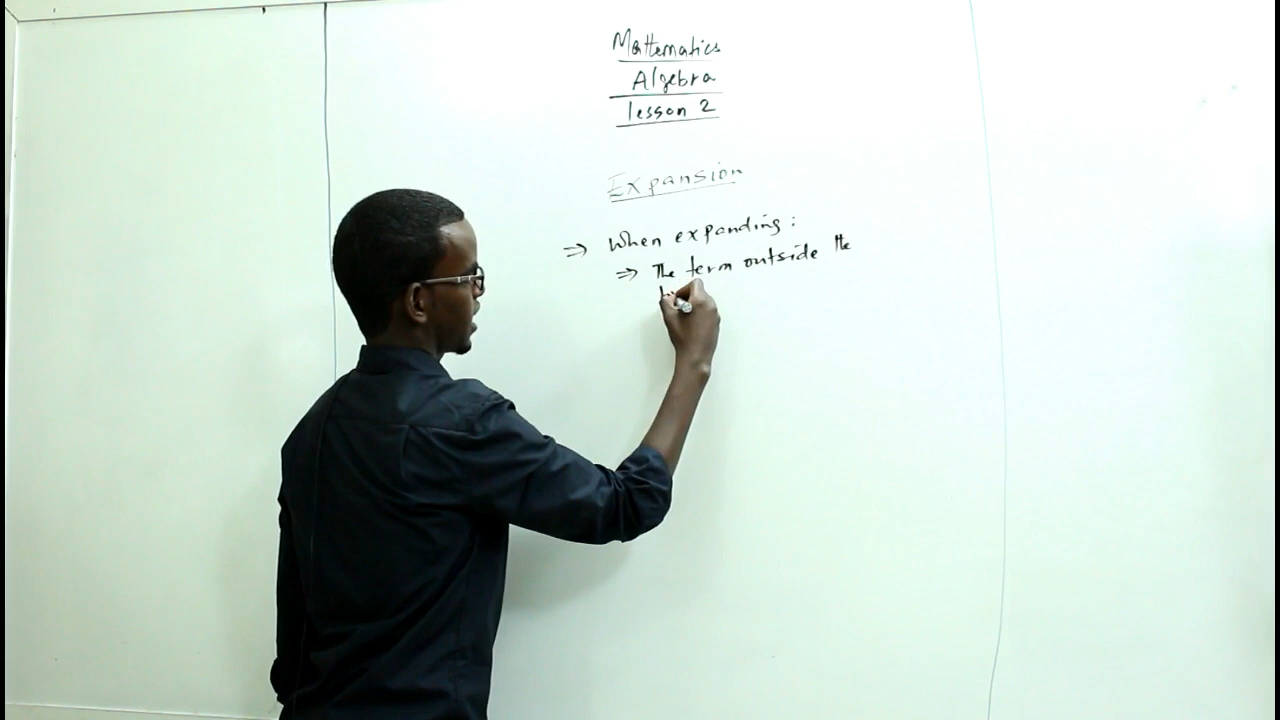 Mathematics
Algebra
lesson 2
Expansion
⇒ When expanding:
⇒ The term outside the